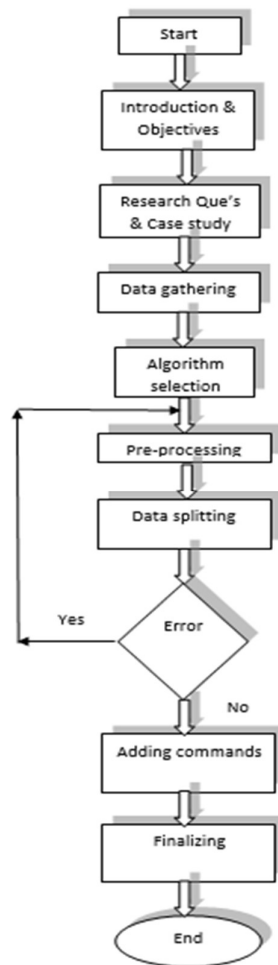 Start
Introduction &
Objectives
Research Que's
& Case study
Data gathering
Algorithm
selection
Pre-processing
Data splitting
Error
Yes
No
Adding commands
Finalizing
End